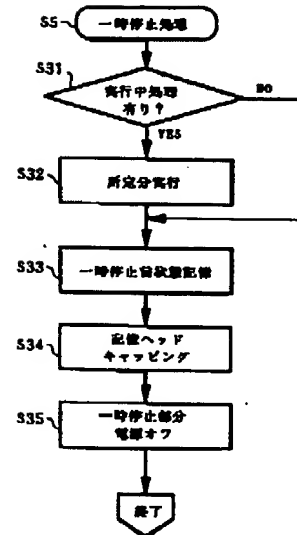 S5
一時停止処理
S31
実行中処理
有り?
NO
YES
S32
所定分実行
S33
一時停止前状態記憶
S34
記録ヘッド
キャッピング
S35
一時停止部分
電源オフ
終了